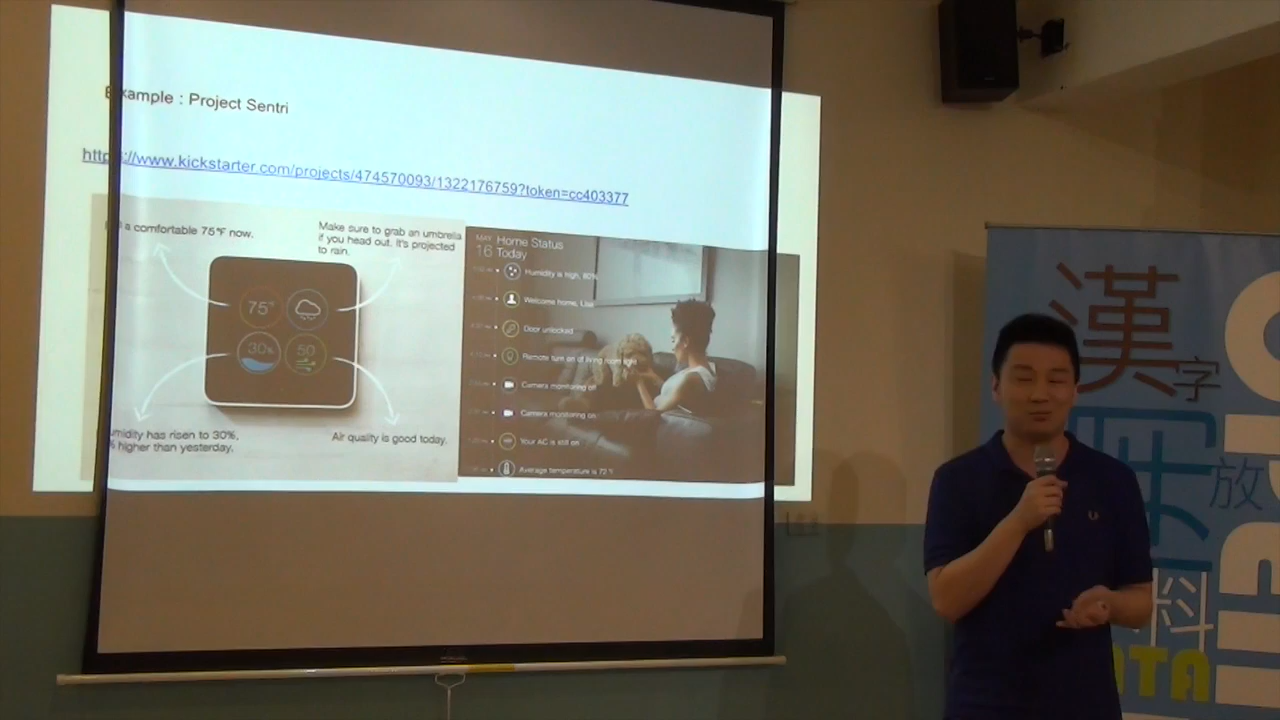 Example : Project Sentri
https://www.kickstarter.com/projects/474570093/1322176759?token=cc403377
a comfortable 75°F now.
Make sure to grab an umbrella
if you head out. It's projected
to rain.
75°
30%
50
humidity has risen to 30%,
% higher than yesterday.
Air quality is good today.
MAY
16
Home Status
Today
Humidity is high, 80%
Welcome home, Lisa
Door unlocked
Remote turn on of living room light
Camera monitoring on
Camera monitoring on
Your AC is still on
Average temperature is 72°F
漢
字
放
料
DATA